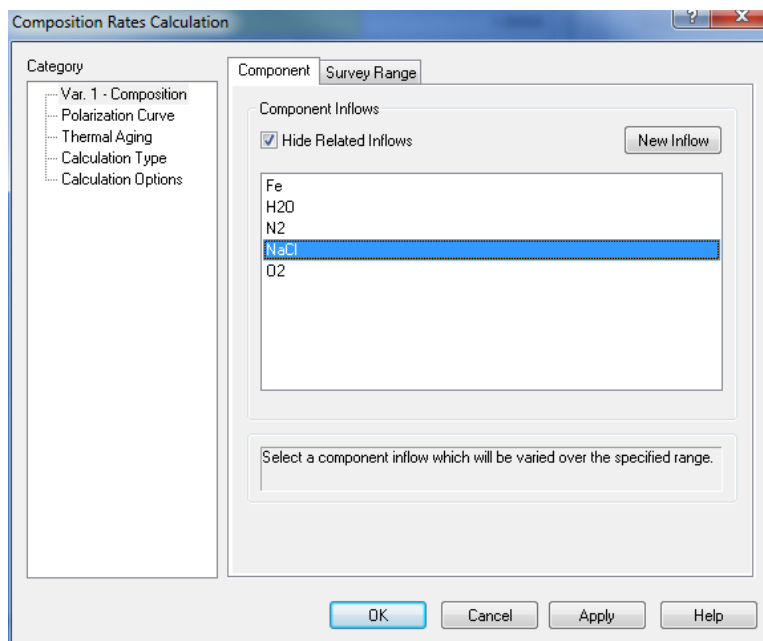 Composition Rates Calculation
?
X
Category
Var. 1 - Composition
Polarization Curve
Thermal Aging
Calculation Type
Calculation Options
Component
Survey Range
Component Inflows
Hide Related Inflows
New Inflow
Fe
H2O
N2
NaCl
O2
Select a component inflow which will be varied over the specified range.
OK
Cancel
Apply
Help